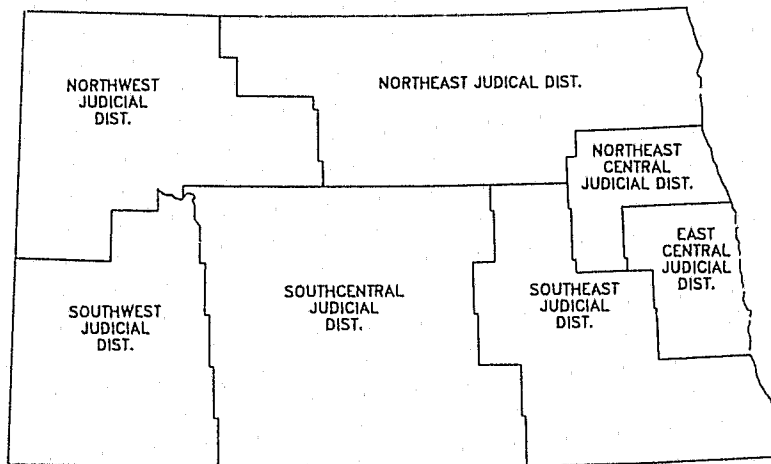 NORTHWEST
JUDICIAL
DIST.
NORTHEAST JUDICAL DIST.
NORTHEAST
CENTRAL
JUDICIAL DIST.
EAST
CENTRAL
JUDICIAL
DIST.
SOUTHWEST
JUDICIAL
DIST.
SOUTHCENTRAL
JUDICIAL
DIST.
SOUTHEAST
JUDICIAL
DIST.